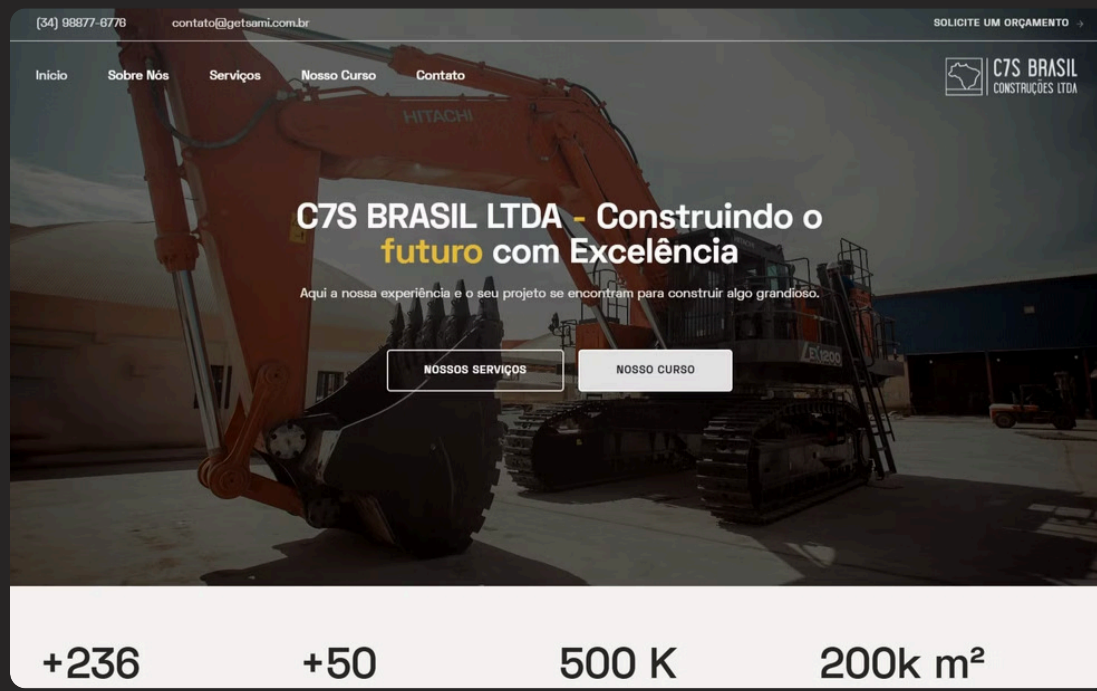 (34) 98877-6776 contato@getsami.com.br SOLICITE UM ORÇAMENTO →
Início Sobre Nós Serviços Nosso Curso Contato
C7S BRASIL
CONSTRUÇÕES LTDA
HITACHI
C7S BRASIL LTDA - Construindo o
futuro com Excelência
Aqui a nossa experiência e o seu projeto se encontram para construir algo grandioso.
EX1200
NOSSOS SERVIÇOS NOSSO CURSO
+236 +50 500 K 200k m²